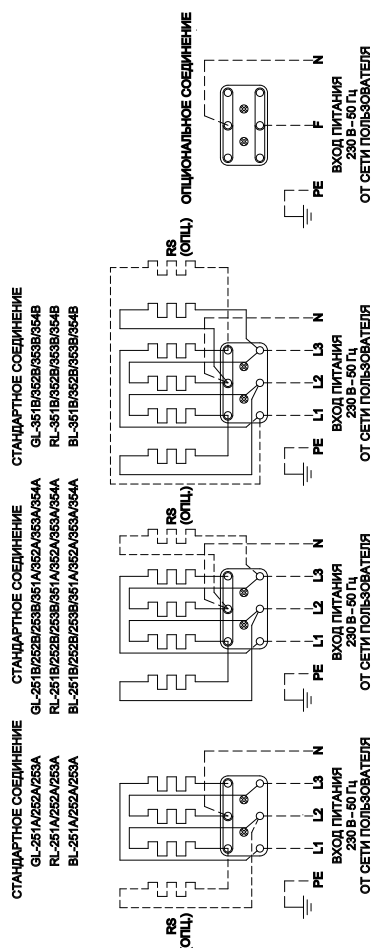 СТАНДАРТНОЕ СОЕДИНЕНИЕ
GL-251A/252A/253A
RL-251A/252A/253A
BL-251A/252A/253A
RS
ОПЦ.)
PE L1 L2 L3 N
ВХОД ПИТАНИЯ
230 В – 50 Гц
ОТ СЕТИ ПОЛЬЗОВАТЕЛЯ
СТАНДАРТНОЕ СОЕДИНЕНИЕ
GL-251B/252B/253B/351A/352A/353A/354A
RL-251B/252B/253B/351A/352A/353A/354A
BL-251B/252B/253B/351A/352A/353A/354A
RS
(ОПЦ.)
PE L1 L2 L3 N
ВХОД ПИТАНИЯ
230 В – 50 Гц
ОТ СЕТИ ПОЛЬЗОВАТЕЛЯ
СТАНДАРТНОЕ СОЕДИНЕНИЕ
GL-351B/352B/353B/354B
RL-351B/352B/353B/354B
BL-351B/352B/353B/354B
RS
(ОПЦ.)
PE L1 L2 L3 N
ВХОД ПИТАНИЯ
230 В – 50 Гц
ОТ СЕТИ ПОЛЬЗОВАТЕЛЯ
ОПЦИОНАЛЬНОЕ СОЕДИНЕНИЕ
PE F N
ВХОД ПИТАНИЯ
230 В – 50 Гц
ОТ СЕТИ ПОЛЬЗОВАТЕЛЯ